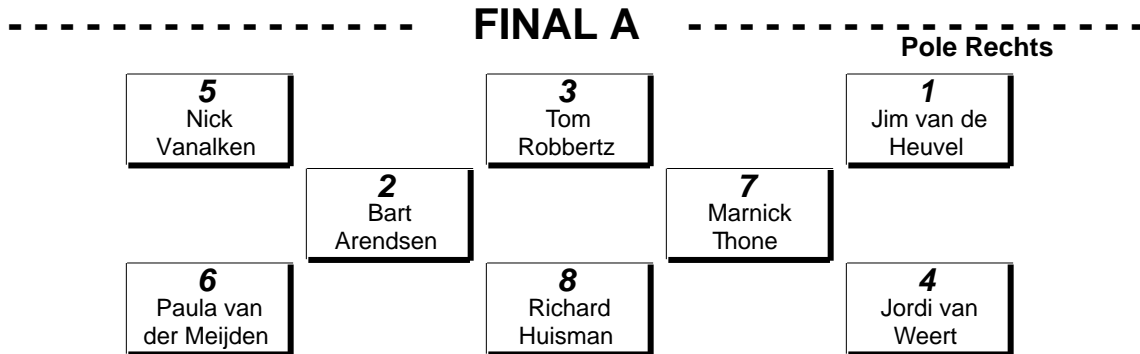 FINAL A
Pole Rechts
5
Nick
Vanalken
3
Tom
Robbertz
1
Jim van de
Heuvel
2
Bart
Arendsen
7
Marnick
Thone
6
Paula van
der Meijden
8
Richard
Huisman
4
Jordi van
Weert